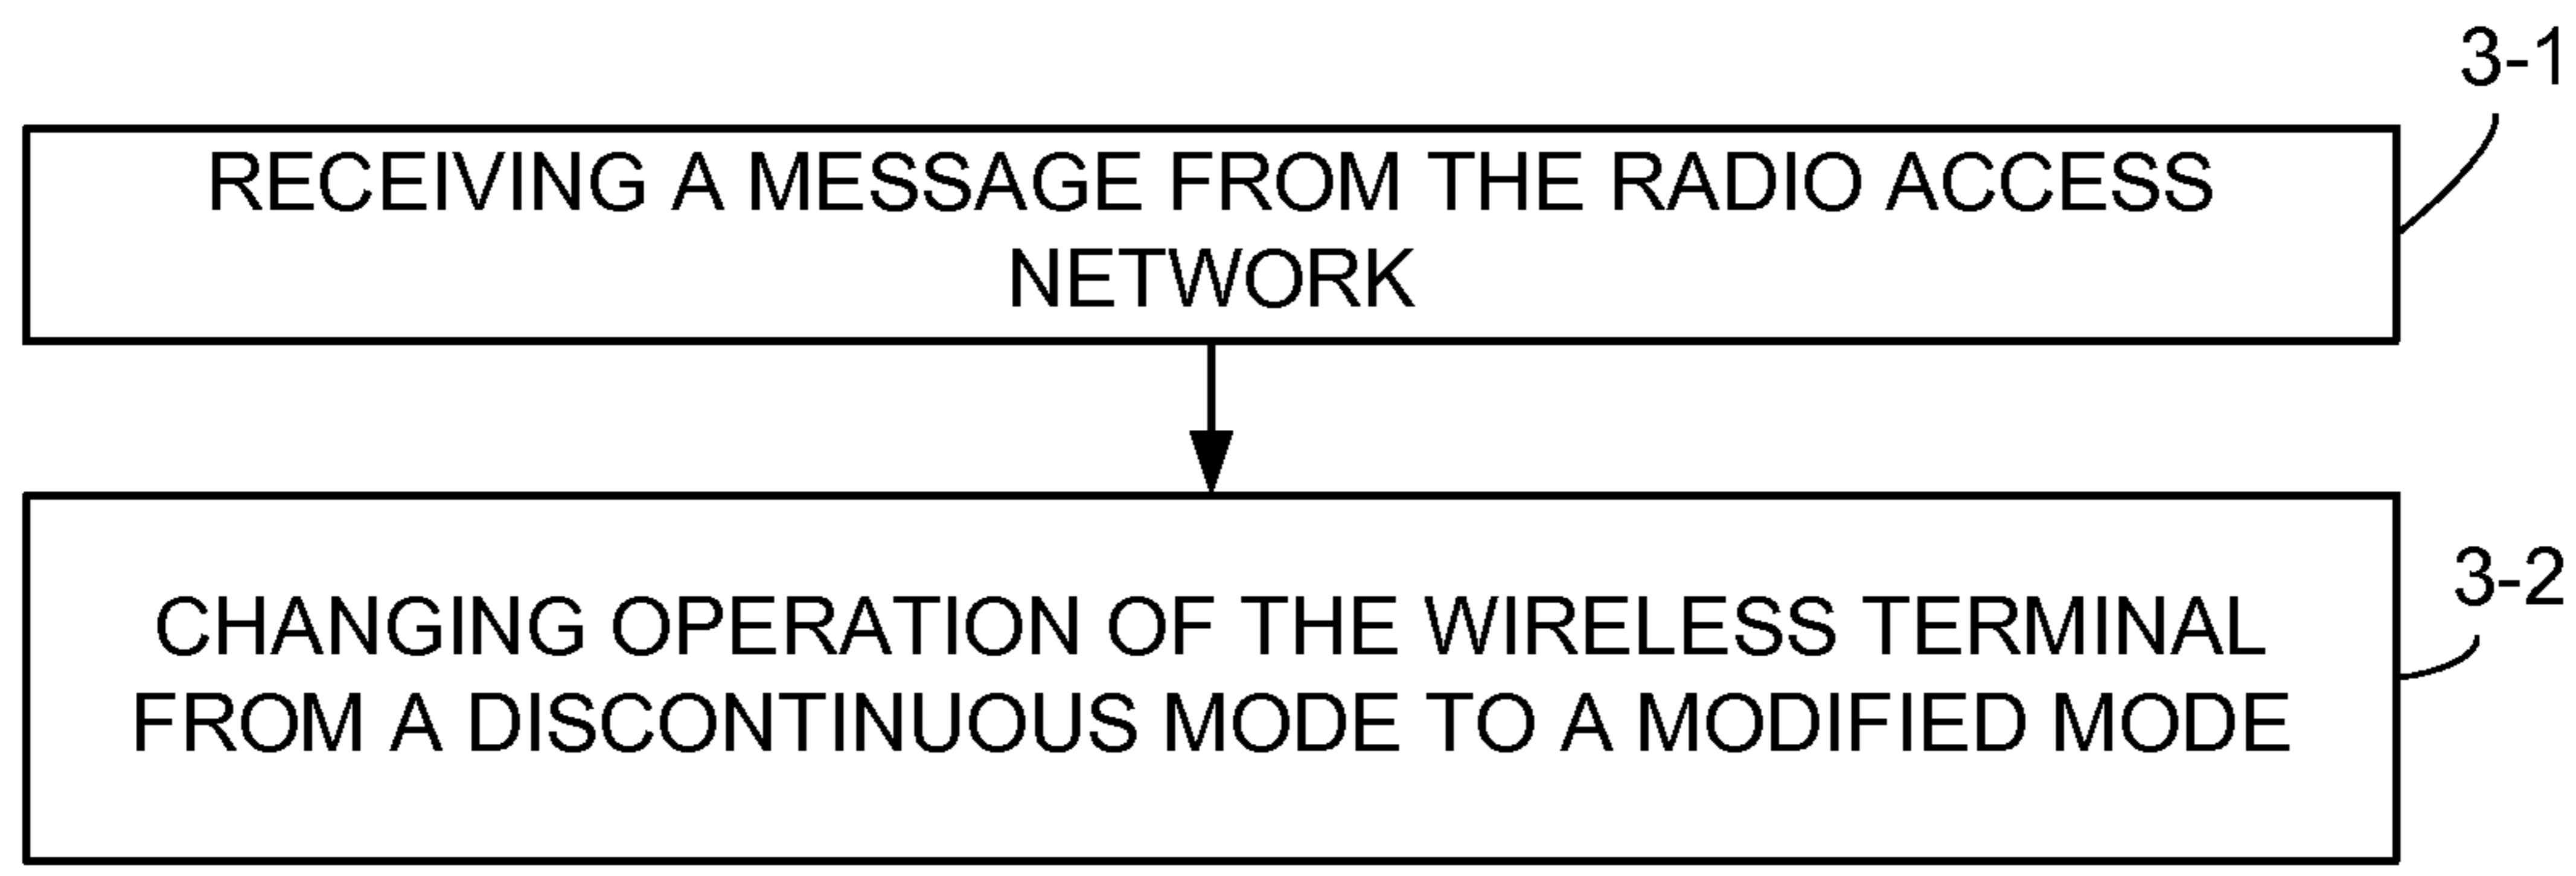 3-1
RECEIVING A MESSAGE FROM THE RADIO ACCESS
NETWORK
3-2
CHANGING OPERATION OF THE WIRELESS TERMINAL
FROM A DISCONTINUOUS MODE TO A MODIFIED MODE